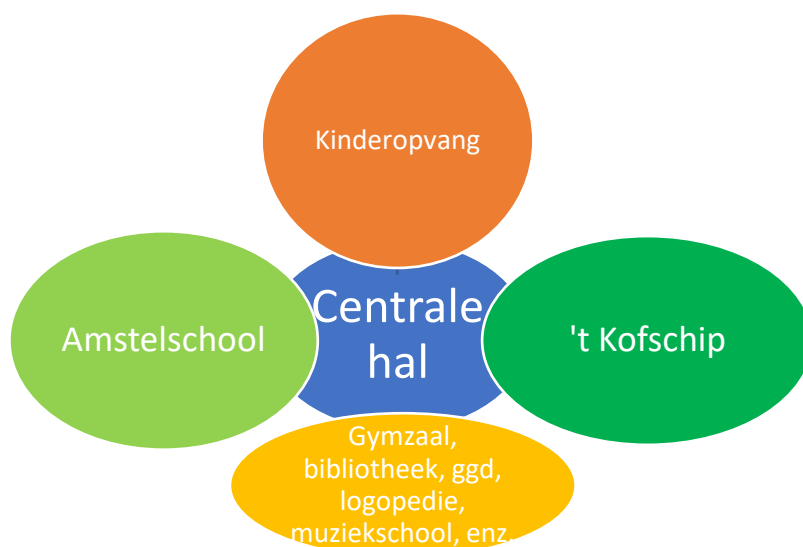 Kinderopvang
Amstelschool
Centrale
hal
't Kofschip
Gymzaal,
bibliotheek, ggd,
logopedie,
muziekschool, enz.